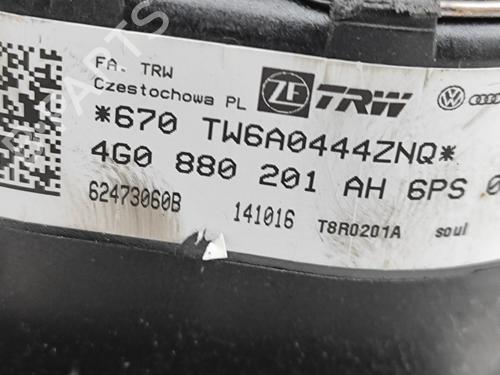 FA. TRW
Czestochowa PL
ZF TRW
*670 TW6A0444ZNQ*
4G0 880 201 AH 6PS
62473060B 141016 T8R0201A soul